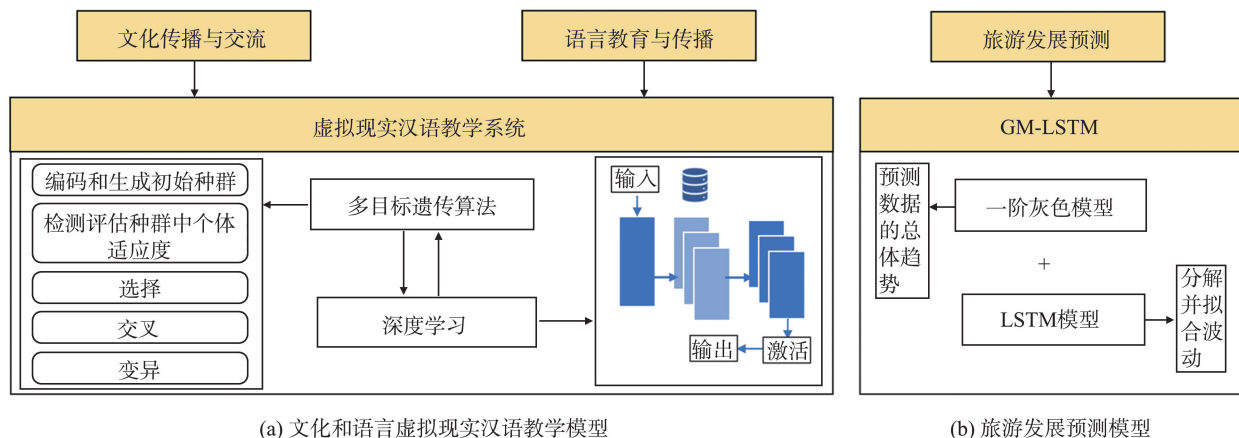 文化传播与交流
语言教育与传播
旅游发展预测
虚拟现实汉语教学系统
编码和生成初始种群
检测评估种群中个体
适应度
选择
交叉
变异
多目标遗传算法
深度学习
输入
输出
激活
GM-LSTM
预测
数据
的总
体趋
势
一阶灰色模型
+
LSTM模型
分解
并拟
合波
动
(a) 文化和语言虚拟现实汉语教学模型
(b) 旅游发展预测模型